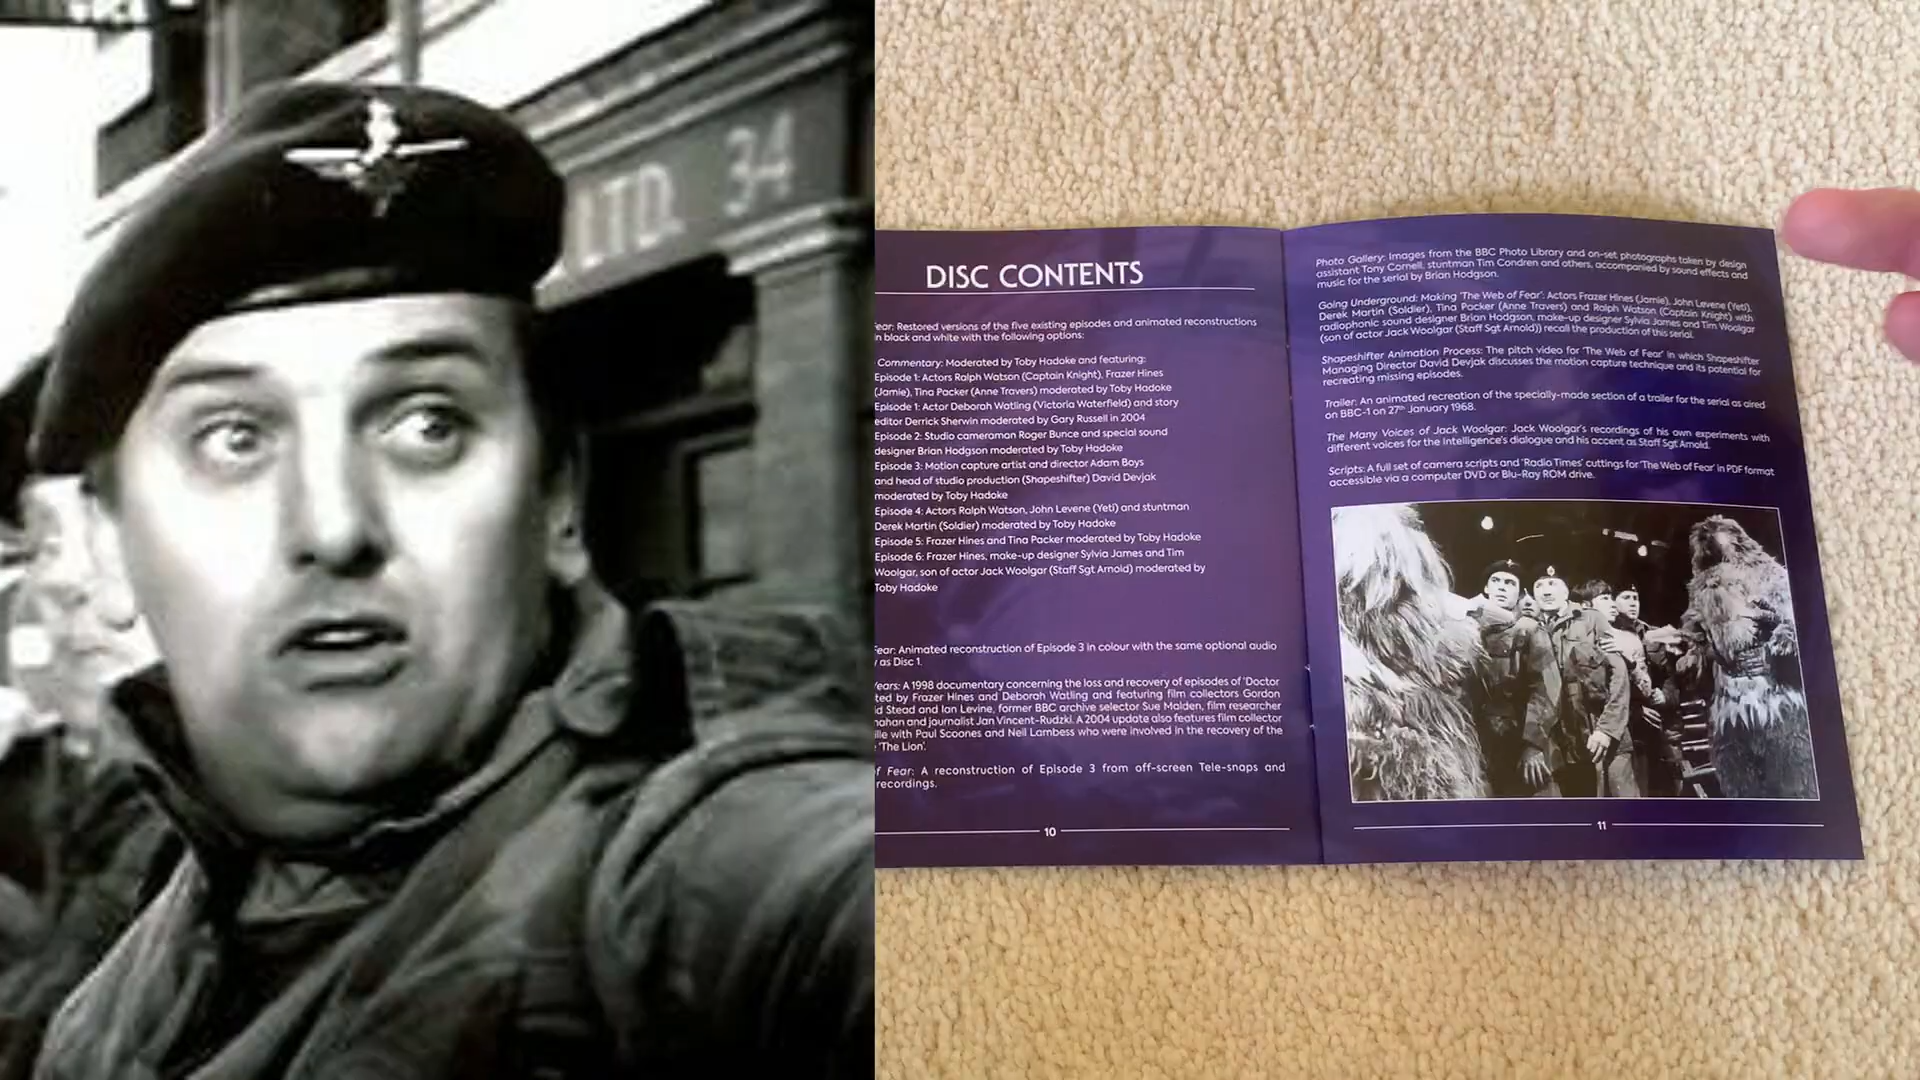 LTD. 34
DISC CONTENTS
Fear: Restored versions of the five existing episodes and animated reconstructions
in black and white with the following options:
Commentary: Moderated by Toby Hadoke and featuring:
Episode 1: Actors Ralph Watson (Captain Knight), Frazer Hines
(Jamie), Tina Packer (Anne Travers) moderated by Toby Hadoke
Episode 1: Actor Deborah Watling (Victoria Waterfield) and story
editor Derrick Sherwin moderated by Gary Russell in 2004
Episode 2: Studio cameraman Roger Bunce and special sound
designer Brian Hodgson moderated by Toby Hadoke
Episode 3: Motion capture artist and director Adam Boys
and head of studio production (Shapeshifter) David Devjak
moderated by Toby Hadoke
Episode 4: Actors Ralph Watson, John Levene (Yeti) and stuntman
Derek Martin (Soldier) moderated by Toby Hadoke
Episode 5: Frazer Hines and Tina Packer moderated by Toby Hadoke
Episode 6: Frazer Hines, make-up designer Sylvia James and Tim
Woolgar, son of actor Jack Woolgar (Staff Sgt Arnold) moderated by
Toby Hadoke
Fear: Animated reconstruction of Episode 3 in colour with the same optional audio
as Disc 1.
Years: A 1998 documentary concerning the loss and recovery of episodes of 'Doctor
ted by Frazer Hines and Deborah Watling and featuring film collectors Gordon
id Stead and Ian Levine, former BBC archive selector Sue Malden, film researcher
nahan and journalist Jan Vincent-Rudzki. A 2004 update also features film collector
ille with Paul Scoones and Neil Lambess who were involved in the recovery of the
'The Lion'.
of Fear: A reconstruction of Episode 3 from off-screen Tele-snaps and
recordings.
10
Photo Gallery: Images from the BBC Photo Library and on-set photographs taken by design
assistant Tony Cornell, stuntman Tim Condren and others, accompanied by sound effects and
music for the serial by Brian Hodgson.
Going Underground: Making 'The Web of Fear': Actors Frazer Hines (Jamie), John Levene (Yeti),
Derek Martin (Soldier), Tina Packer (Anne Travers) and Ralph Watson (Captain Knight) with
radiophonic sound designer Brian Hodgson, make-up designer Sylvia James and Tim Woolgar
(son of actor Jack Woolgar (Staff Sgt Arnold)) recall the production of this serial.
Shapeshifter Animation Process: The pitch video for 'The Web of Fear' in which Shapeshifter
Managing Director David Devjak discusses the motion capture technique and its potential for
recreating missing episodes.
Trailer: An animated recreation of the specially-made section of a trailer for the serial as aired
on BBC-1 on 27th January 1968.
The Many Voices of Jack Woolgar: Jack Woolgar's recordings of his own experiments with
different voices for the Intelligence's dialogue and his accent as Staff Sgt Arnold.
Scripts: A full set of camera scripts and 'Radio Times' cuttings for 'The Web of Fear' in PDF format
accessible via a computer DVD or Blu-Ray ROM drive.
11